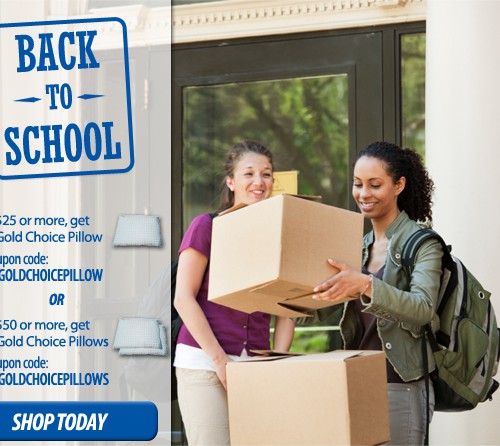 BACK
TO
SCHOOL
$25 or more, get
Gold Choice Pillow
upon code:
GOLDCHOICEPILLOW
OR
$50 or more, get
Gold Choice Pillows
upon code:
GOLDCHOICEPILLOWS
SHOP TODAY